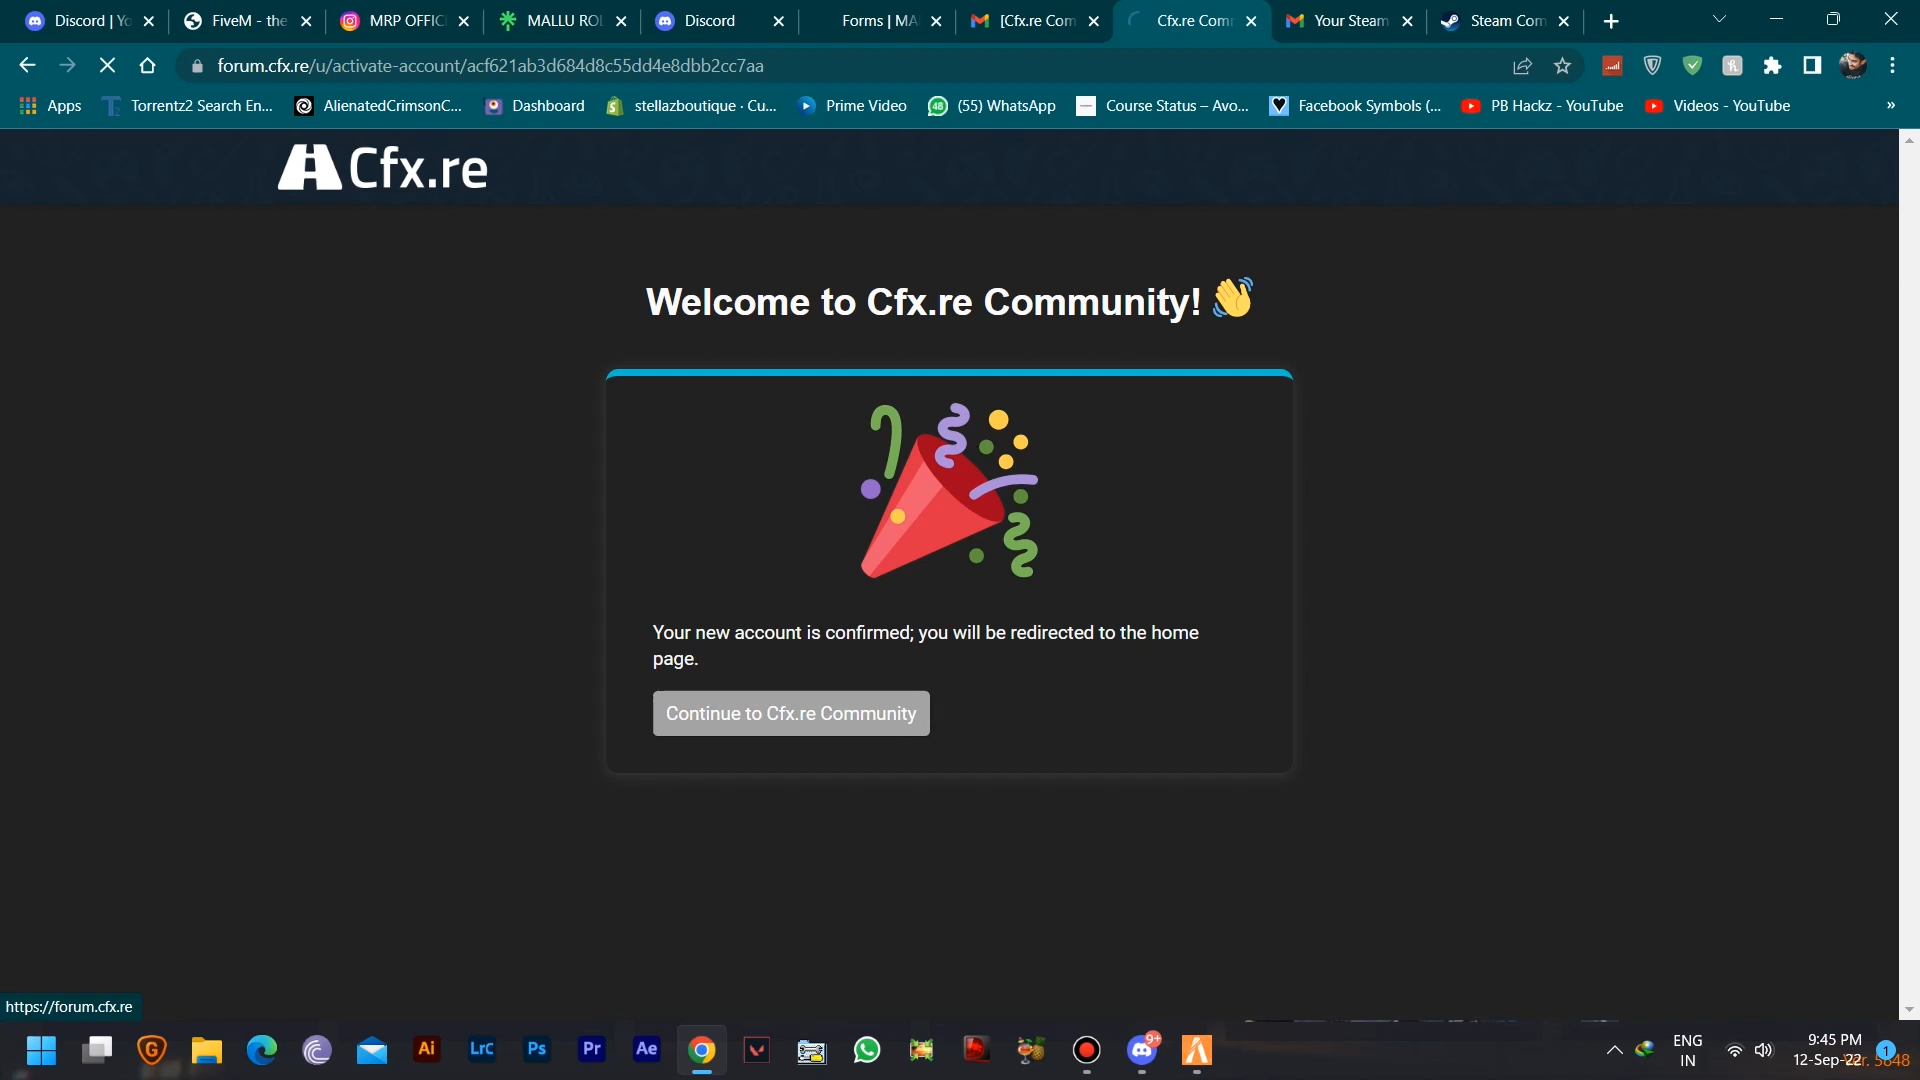 Discord | Yo
FiveM - the
MRP OFFIC
MALLU ROL
Discord
Forms | MA
[Cfx.re Com
Cfx.re Com
Your Steam
Steam Com
forum.cfx.re/u/activate-account/acf621ab3d684d8c55dd4e8dbb2cc7aa
Apps
Torrentz2 Search En...
AlienatedCrimsonC...
Dashboard
stellazboutique · Cu...
Prime Video
(55) WhatsApp
Course Status – Avo...
Facebook Symbols (...
PB Hackz - YouTube
Videos - YouTube
»
Cfx.re
Welcome to Cfx.re Community! 👋
Your new account is confirmed; you will be redirected to the home
page.
Continue to Cfx.re Community
https://forum.cfx.re
Ai
LrC
Ps
Pr
Ae
9+
ENG
IN
9:45 PM
12-Sep-22
1